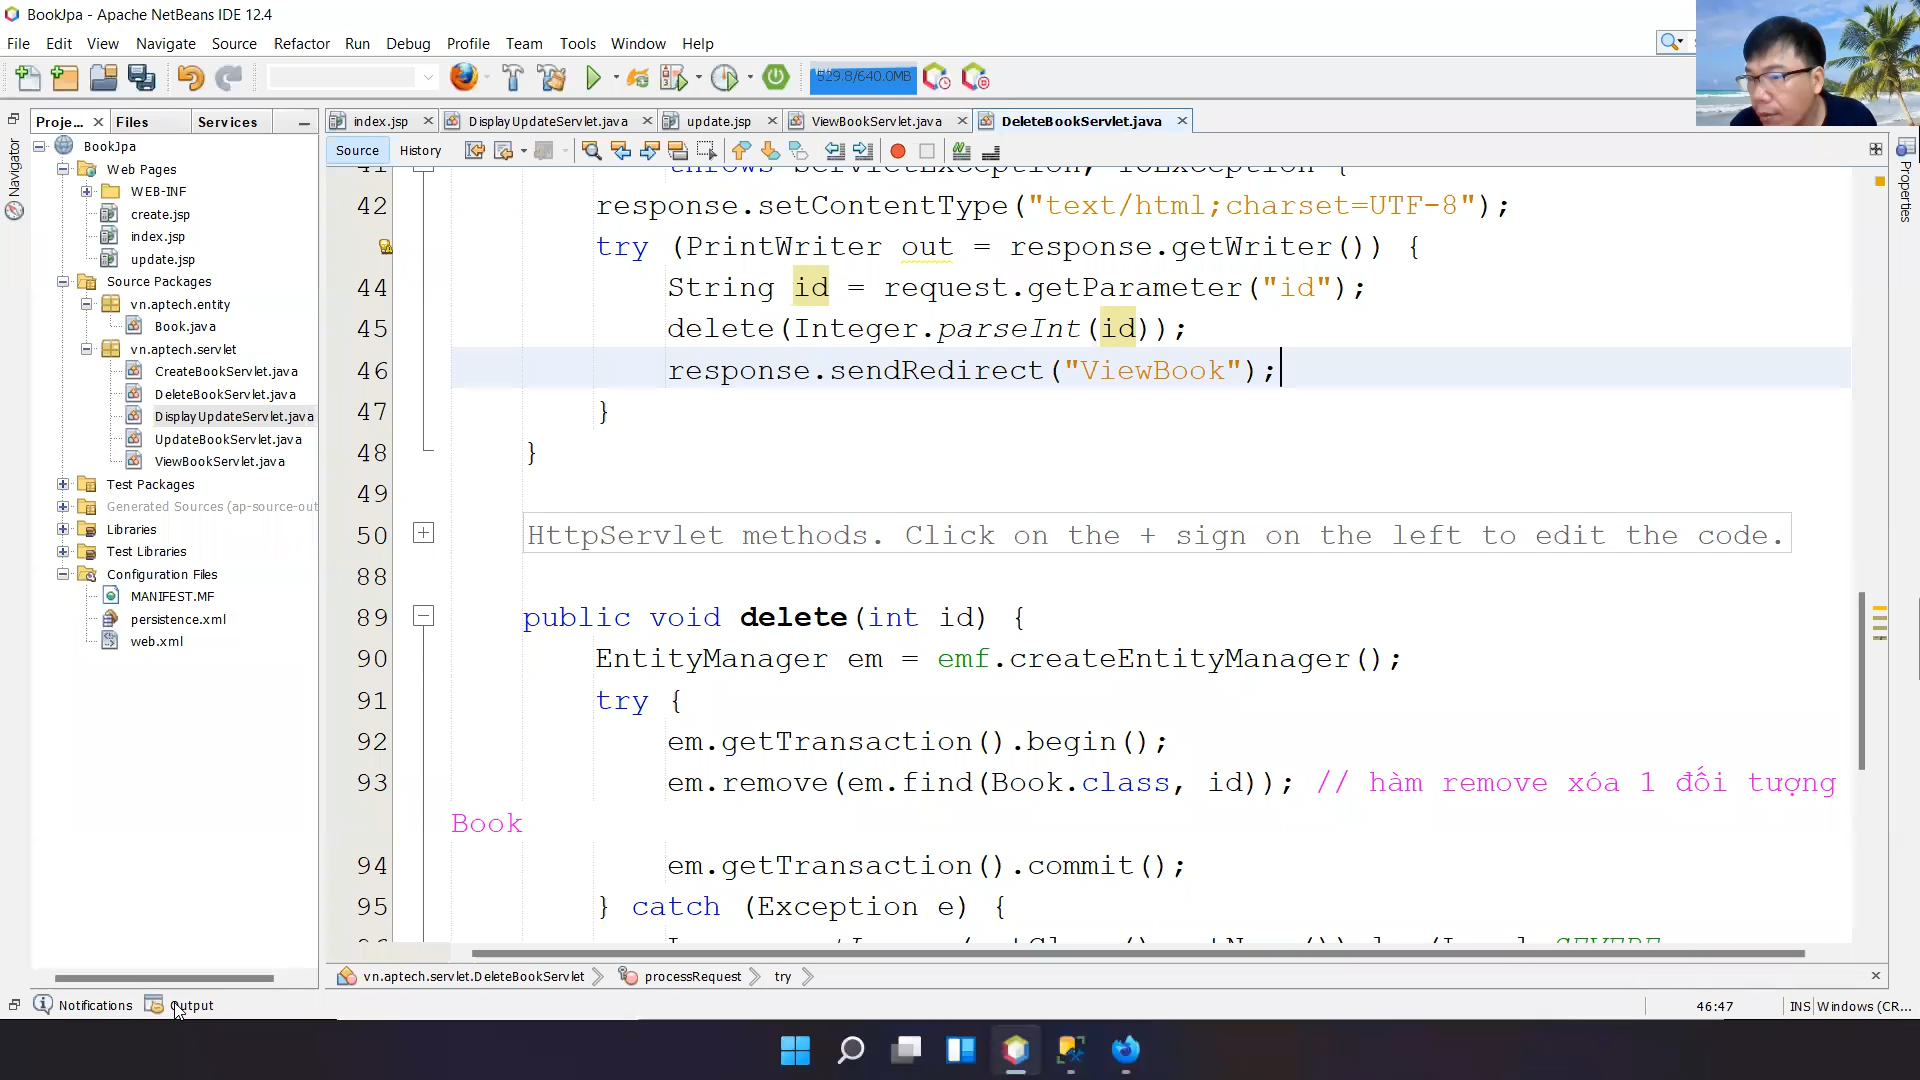 BookJpa - Apache NetBeans IDE 12.4
File Edit View Navigate Source Refactor Run Debug Profile Team Tools Window Help
529.8/640.0MB
Proje... Files Services
index.jsp DisplayUpdateServlet.java update.jsp ViewBookServlet.java DeleteBookServlet.java
Source History
Navigator
Properties
BookJpa
Web Pages
WEB-INF
create.jsp
index.jsp
update.jsp
Source Packages
vn.aptech.entity
Book.java
vn.aptech.servlet
CreateBookServlet.java
DeleteBookServlet.java
DisplayUpdateServlet.java
UpdateBookServlet.java
ViewBookServlet.java
Test Packages
Generated Sources (ap-source-out
Libraries
Test Libraries
Configuration Files
MANIFEST.MF
persistence.xml
web.xml
41 throws ServletException, IOException {
42 response.setContentType("text/html;charset=UTF-8");
try (PrintWriter out = response.getWriter()) {
44 String id = request.getParameter("id");
45 delete(Integer.parseInt(id));
46 response.sendRedirect("ViewBook");
47 }
48 }
49
50 HttpServlet methods. Click on the + sign on the left to edit the code.
88
89 public void delete(int id) {
90 EntityManager em = emf.createEntityManager();
91 try {
92 em.getTransaction().begin();
93 em.remove(em.find(Book.class, id)); // hàm remove xóa 1 đối tượng
Book
94 em.getTransaction().commit();
95 } catch (Exception e) {
vn.aptech.servlet.DeleteBookServlet processRequest try
Notifications Output
46:47 INS Windows (CR...